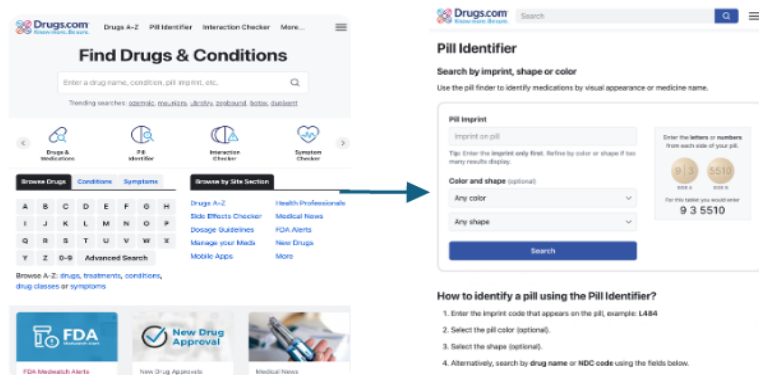 Drugs.com
Know more. Be sure.
Drugs A–Z Pill Identifier Interaction Checker More...
Find Drugs & Conditions
Enter a drug name, condition, pill imprint, etc.
Trending searches: ozempic, mounjaro, ubrelvy, zepbound, botox, dupixent
Drugs &
Medications
Pill
Identifier
Interaction
Checker
Symptom
Checker
Browse Drugs Conditions Symptoms
A B C D E F G H
I J K L M N O P
Q R S T U V W X
Y Z 0-9 Advanced Search
Browse A-Z: drugs, treatments, conditions,
drug classes or symptoms
Browse by Site Section
Drugs A-Z Health Professionals
Side Effects Checker Medical News
Dosage Guidelines FDA Alerts
Manage your Meds New Drugs
Mobile Apps More
FDA
Medwatch Alert
New Drug
Approval
FDA Medwatch Alerts
New Drug Approvals
Medical News
Drugs.com
Know more. Be sure.
Search
Pill Identifier
Search by imprint, shape or color
Use the pill finder to identify medications by visual appearance or medicine name.
Pill Imprint
Imprint on pill
Tip: Enter the imprint only first. Refine by color or shape if too
many results display.
Color and shape (optional)
Any color
Any shape
Search
Enter the letters or numbers
from each side of your pill.
9 3 5510
SIDE A SIDE B
For this tablet you would enter
9 3 5510
How to identify a pill using the Pill Identifier?
1. Enter the imprint code that appears on the pill, example: L484
2. Select the pill color (optional).
3. Select the shape (optional).
4. Alternatively, search by drug name or NDC code using the fields below.